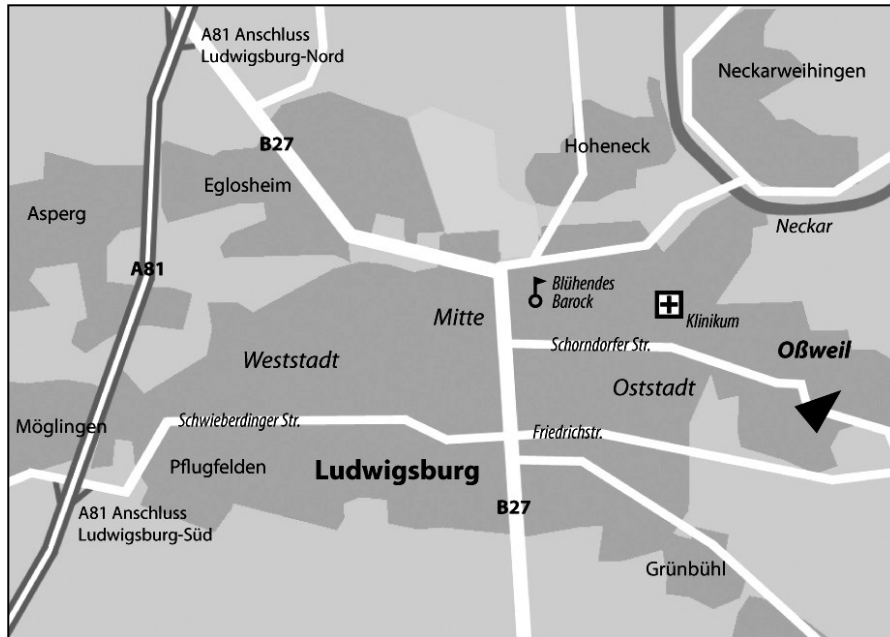 A81 Anschluss
Ludwigsburg-Nord
Neckarweihingen
B27
Hoheneck
Eglosheim
Asperg
Neckar
A81
Blühendes
Barock
Mitte
Klinikum
Schorndorfer Str.
Oßweil
Weststadt
Oststadt
Schwieberdinger Str.
Möglingen
Friedrichstr.
Pflugfelden
Ludwigsburg
B27
A81 Anschluss
Ludwigsburg-Süd
Grünbühl